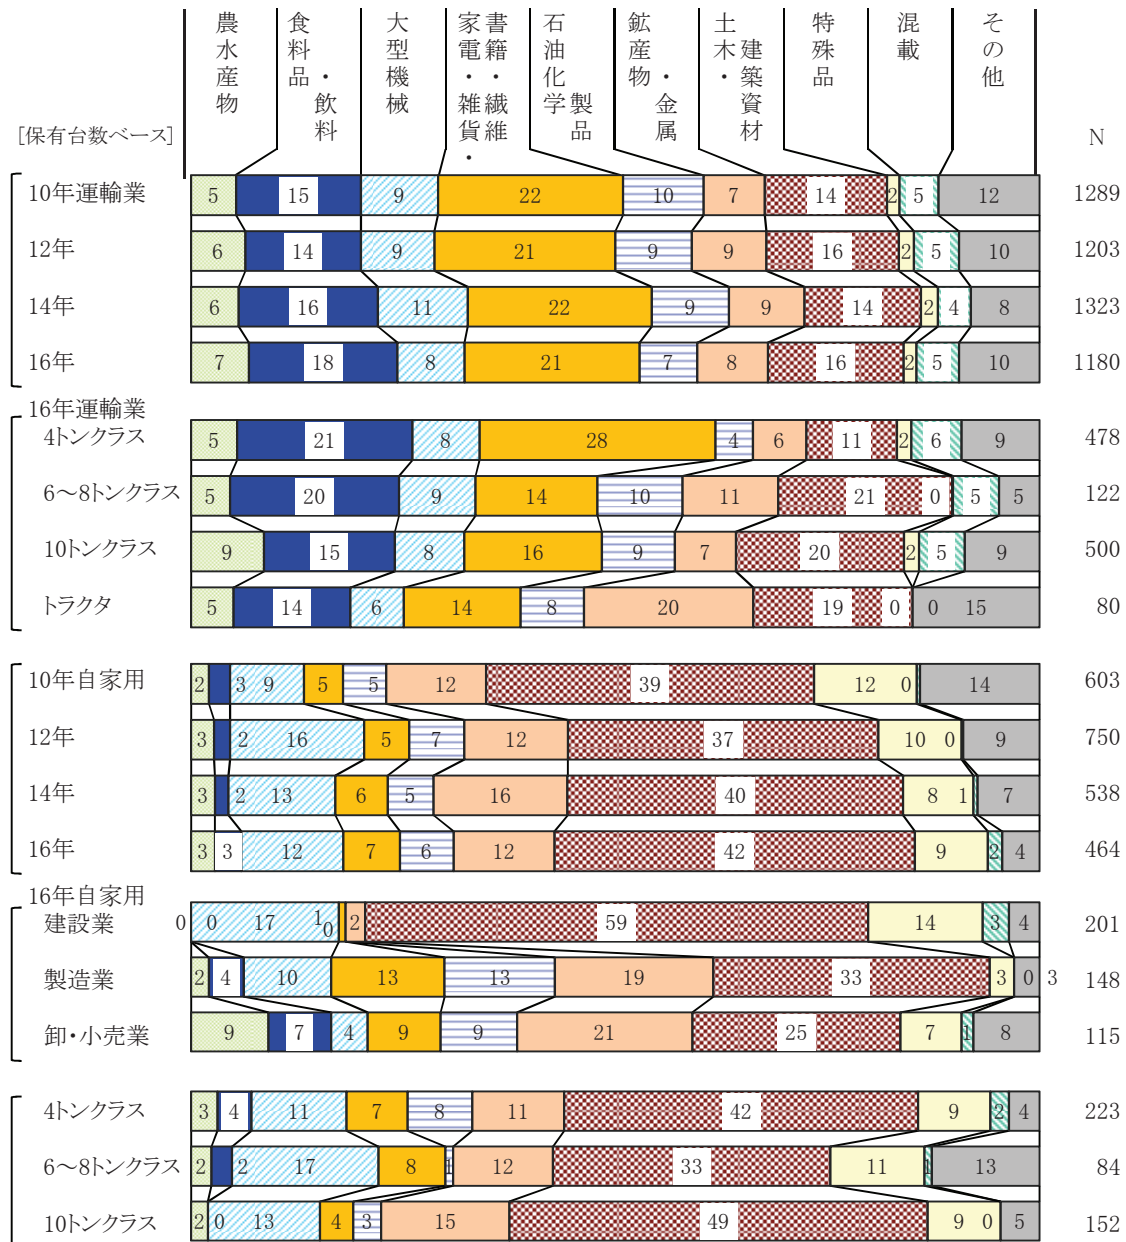 農水産物
食料品・飲料
大型機械
家電・雑貨・書籍・繊維
石油化学製品
鉱産物・金属
土木・建築資材
特殊品
混載
その他
[保有台数ベース] N
10年運輸業 5 15 9 22 10 7 14 2 5 12 1289
12年 6 14 9 21 9 9 16 2 5 10 1203
14年 6 16 11 22 9 9 14 2 4 8 1323
16年 7 18 8 21 7 8 16 2 5 10 1180
16年運輸業
4トンクラス 5 21 8 28 4 6 11 2 6 9 478
6～8トンクラス 5 20 9 14 10 11 21 0 5 5 122
10トンクラス 9 15 8 16 9 7 20 2 5 9 500
トラクタ 5 14 6 14 8 20 19 0 0 15 80
10年自家用 2 3 9 5 5 12 39 12 0 14 603
12年 3 2 16 5 7 12 37 10 0 9 750
14年 3 2 13 6 5 16 40 8 1 7 538
16年 3 3 12 7 6 12 42 9 2 4 464
16年自家用
建設業 0 0 17 1 0 2 59 14 3 4 201
製造業 2 4 10 13 13 19 33 3 0 3 148
卸・小売業 9 7 4 9 9 21 25 7 1 8 115
4トンクラス 3 4 11 7 8 11 42 9 2 4 223
6～8トンクラス 2 2 17 8 1 12 33 11 1 13 84
10トンクラス 2 0 13 4 3 15 49 9 0 5 152